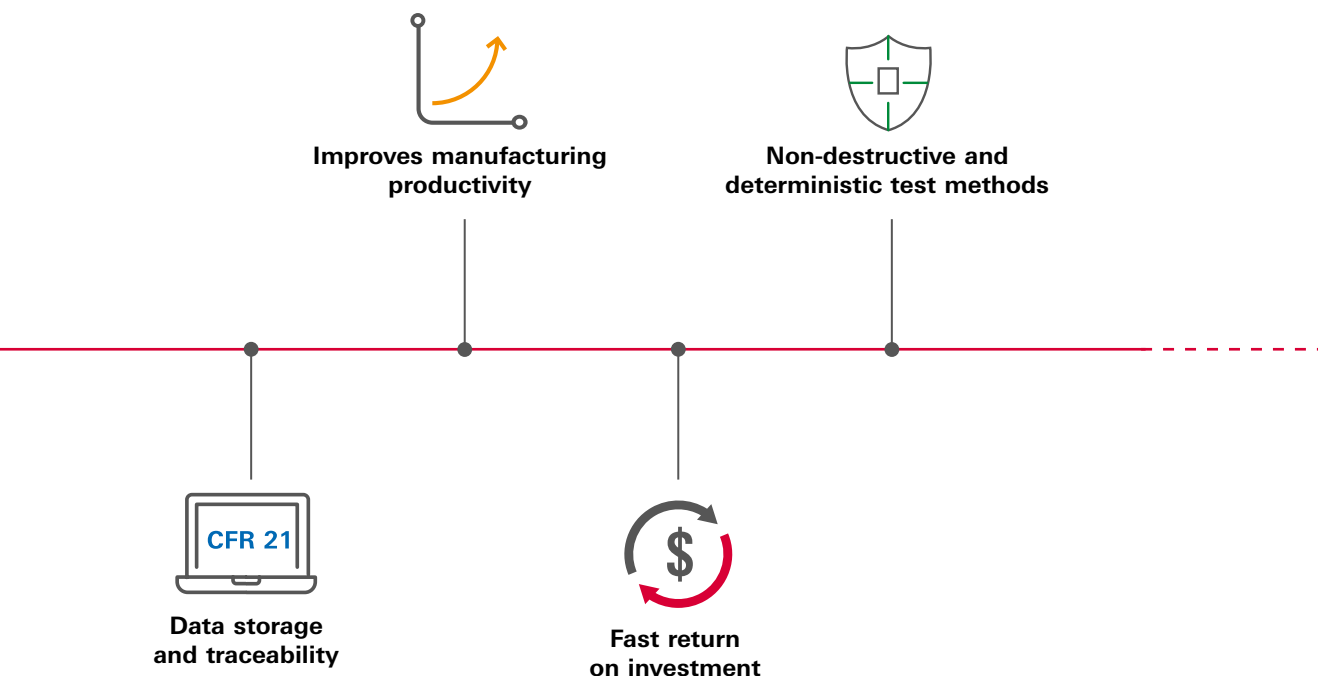 Improves manufacturing
productivity
Non-destructive and
deterministic test methods
CFR 21
Data storage
and traceability
$
Fast return
on investment